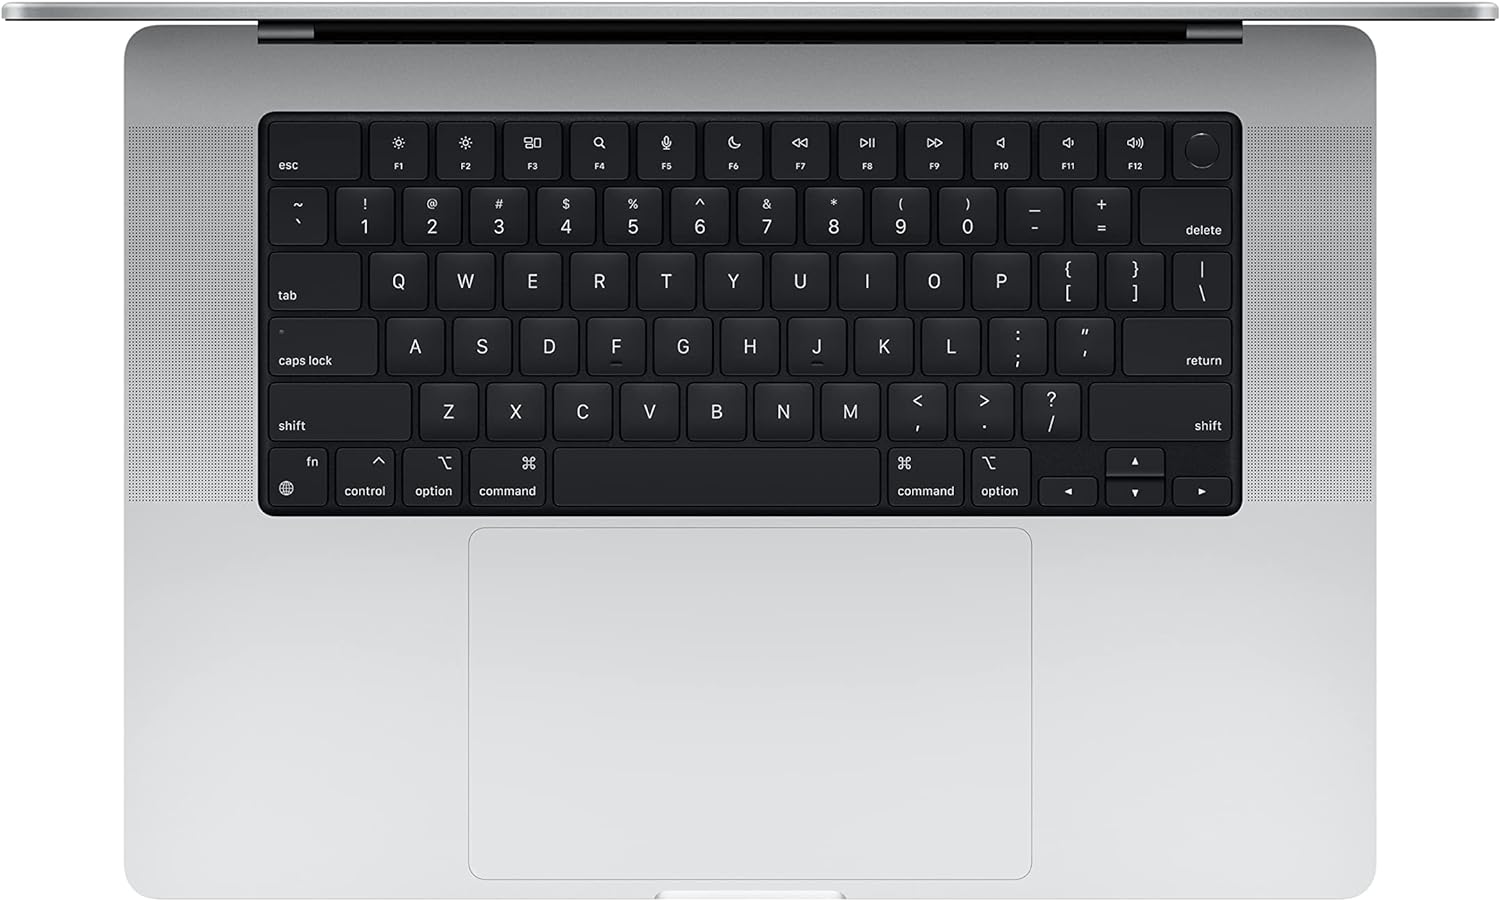 esc F1 F2 F3 F4 F5 F6 F7 F8 F9 F10 F11 F12
~ ! @ # $ % ^ & * ( ) — +
` 1 2 3 4 5 6 7 8 9 0 - = delete
tab Q W E R T Y U I O P { } |
[ ] \
caps lock A S D F G H J K L : " return
; '
shift Z X C V B N M < > ? shift
, . /
fn ^ ⌥ ⌘ ⌘ ⌥ ▲
control option command command option ◄ ▼ ►